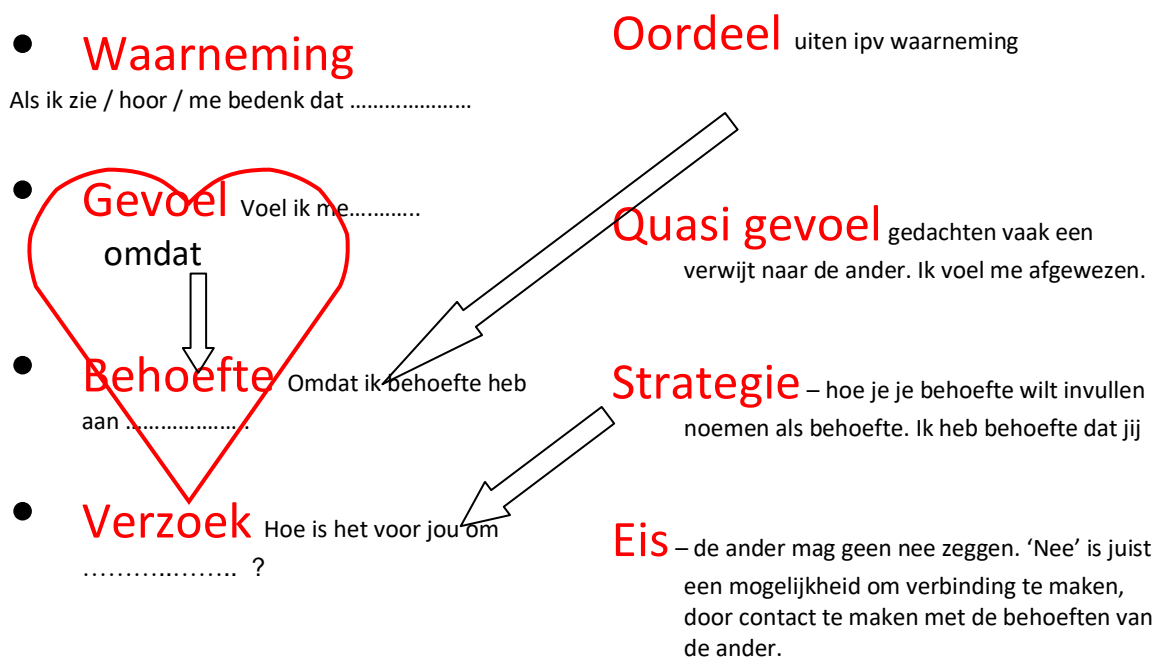 • Waarneming
Als ik zie / hoor / me bedenk dat …………………
• Gevoel Voel ik me………...
omdat
• Behoefte Omdat ik behoefte heb
aan ………………...
• Verzoek Hoe is het voor jou om
………..…….. ?
Oordeel uiten ipv waarneming
Quasi gevoel gedachten vaak een
verwijt naar de ander. Ik voel me afgewezen.
Strategie – hoe je je behoefte wilt invullen
noemen als behoefte. Ik heb behoefte dat jij
Eis – de ander mag geen nee zeggen. ‘Nee’ is juist
een mogelijkheid om verbinding te maken,
door contact te maken met de behoeften van
de ander.